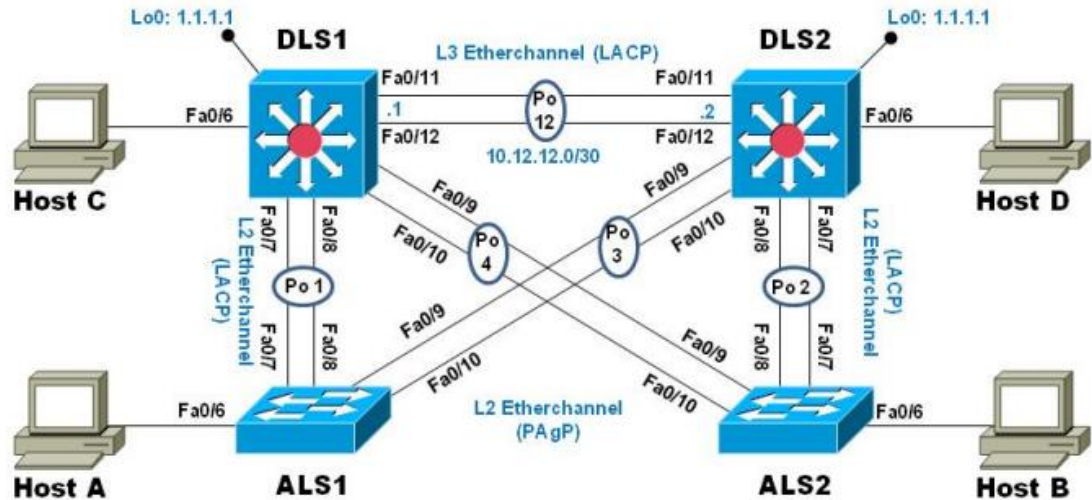 Lo0: 1.1.1.1
Lo0: 1.1.1.1
DLS1
DLS2
L3 Etherchannel (LACP)
Fa0/11
Fa0/11
Fa0/6
.1
Po
12
.2
Fa0/6
Fa0/12
Fa0/12
10.12.12.0/30
Host C
Host D
Fa0/9
Fa0/9
Fa0/7
Fa0/8
Fa0/10
Fa0/10
Fa0/8
Fa0/7
L2 Etherchannel
(LACP)
Po 1
Po
4
Po
3
Po 2
L2 Etherchannel
(LACP)
Fa0/7
Fa0/8
Fa0/9
Fa0/10
Fa0/9
Fa0/10
Fa0/8
Fa0/7
Fa0/6
L2 Etherchannel
(PAgP)
Fa0/6
Host A
ALS1
ALS2
Host B